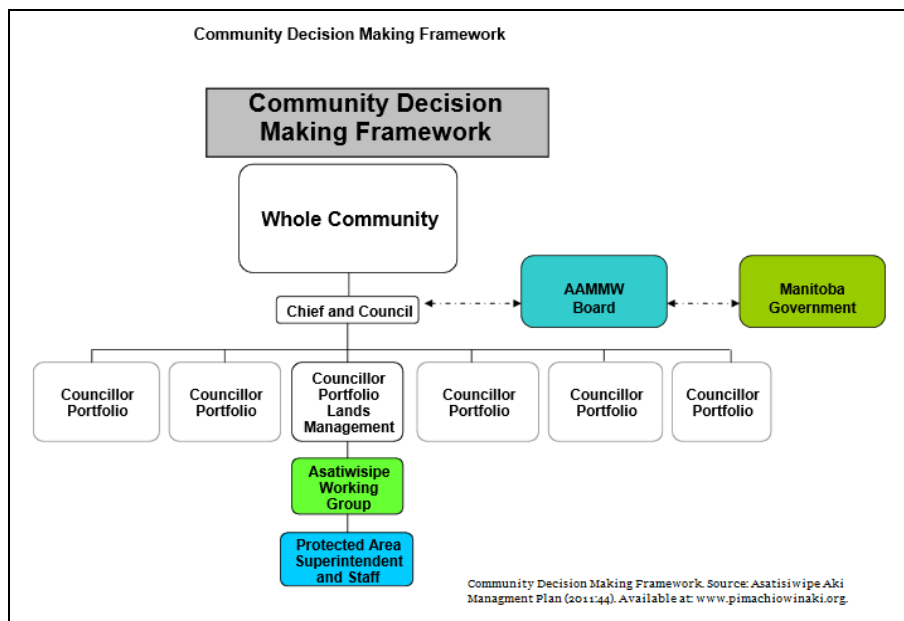 Community Decision Making Framework
Community Decision
Making Framework
Whole Community
Chief and Council
AAMMW
Board
Manitoba
Government
Councillor
Portfolio
Councillor
Portfolio
Councillor
Portfolio
Lands
Management
Councillor
Portfolio
Councillor
Portfolio
Councillor
Portfolio
Asatiwisipe
Working
Group
Protected Area
Superintendent
and Staff
Community Decision Making Framework. Source: Asatisiwipe Aki
Managment Plan (2011:44). Available at: www.pimachiowinaki.org.